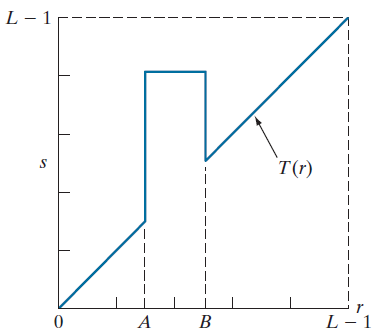 L – 1
s
T(r)
r
0 A B L – 1